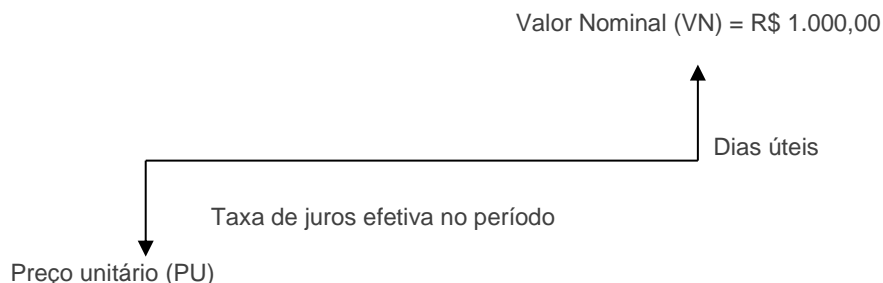 Valor Nominal (VN) = R$ 1.000,00
Dias úteis
Taxa de juros efetiva no período
Preço unitário (PU)